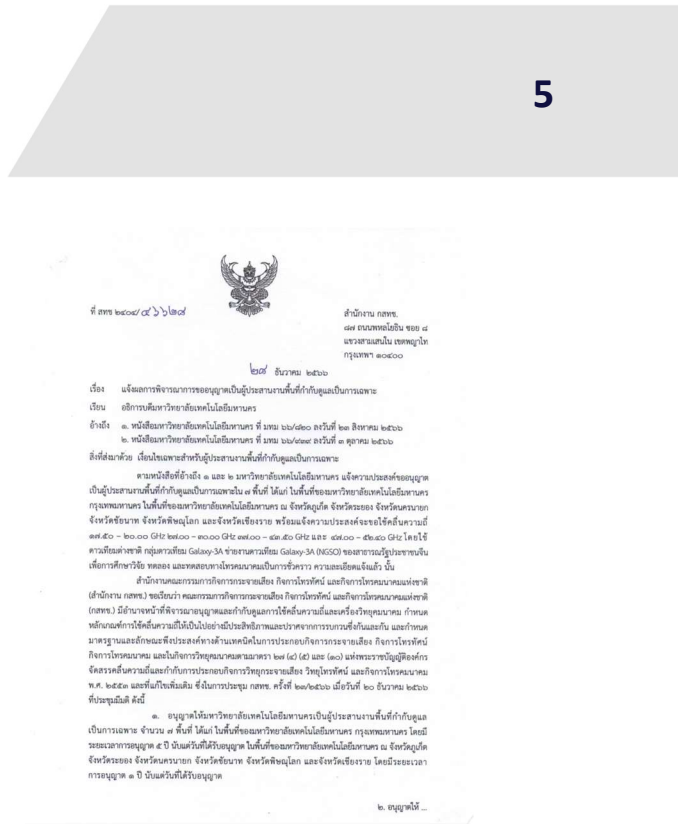 5
ที่ สทช ๒๔๐๔/
สำนักงาน กสทช.
๘๗ ถนนพหลโยธิน ซอย ๘
แขวงสามเสนใน เขตพญาไท
กรุงเทพฯ ๑๐๔๐๐
๒๗ ธันวาคม ๒๕๖๖
เรื่อง แจ้งผลการพิจารณาการขออนุญาตเป็นผู้ประสานงานพื้นที่กำกับดูแลเป็นการเฉพาะ
เรียน อธิการบดีมหาวิทยาลัยเทคโนโลยีมหานคร
อ้างถึง ๑. หนังสือมหาวิทยาลัยเทคโนโลยีมหานคร ที่ มทม ๖๖/๘๒๐ ลงวันที่ ๒๓ สิงหาคม ๒๕๖๖
๒. หนังสือมหาวิทยาลัยเทคโนโลยีมหานคร ที่ มทม ๖๖/๙๓๙ ลงวันที่ ๓ ตุลาคม ๒๕๖๖
สิ่งที่ส่งมาด้วย เงื่อนไขเฉพาะสำหรับผู้ประสานงานพื้นที่กำกับดูแลเป็นการเฉพาะ
ตามหนังสือที่อ้างถึง ๑ และ ๒ มหาวิทยาลัยเทคโนโลยีมหานคร แจ้งความประสงค์ขออนุญาต
เป็นผู้ประสานงานพื้นที่กำกับดูแลเป็นการเฉพาะใน ๗ พื้นที่ ได้แก่ ในพื้นที่ของมหาวิทยาลัยเทคโนโลยีมหานคร
กรุงเทพมหานคร ในพื้นที่ของมหาวิทยาลัยเทคโนโลยีมหานคร ณ จังหวัดภูเก็ต จังหวัดระยอง จังหวัดนครนายก
จังหวัดชัยนาท จังหวัดพิษณุโลก และจังหวัดเชียงราย พร้อมแจ้งความประสงค์จะขอใช้คลื่นความถี่
๑๗.๕๐ – ๒๐.๐๐ GHz ๒๗.๐๐ – ๓๐.๐๐ GHz ๓๗.๐๐ – ๔๓.๕๐ GHz และ ๔๗.๐๐ – ๕๒.๔๐ GHz โดยใช้
ดาวเทียมต่างชาติ กลุ่มดาวเทียม Galaxy-3A ข่ายงานดาวเทียม Galaxy-3A (NGSO) ของสาธารณรัฐประชาชนจีน
เพื่อการศึกษาวิจัย ทดลอง และทดสอบทางโทรคมนาคมเป็นการชั่วคราว ความละเอียดแจ้งแล้ว นั้น
สำนักงานคณะกรรมการกิจการกระจายเสียง กิจการโทรทัศน์ และกิจการโทรคมนาคมแห่งชาติ
(สำนักงาน กสทช.) ขอเรียนว่า คณะกรรมการกิจการกระจายเสียง กิจการโทรทัศน์ และกิจการโทรคมนาคมแห่งชาติ
(กสทช.) มีอำนาจหน้าที่พิจารณาอนุญาตและกำกับดูแลการใช้คลื่นความถี่และเครื่องวิทยุคมนาคม กำหนด
หลักเกณฑ์การใช้คลื่นความถี่ให้เป็นไปอย่างมีประสิทธิภาพและปราศจากการรบกวนซึ่งกันและกัน และกำหนด
มาตรฐานและลักษณะพึงประสงค์ทางด้านเทคนิคในการประกอบกิจการกระจายเสียง กิจการโทรทัศน์
กิจการโทรคมนาคม และในกิจการวิทยุคมนาคมตามมาตรา ๒๗ (๔) (๕) และ (๑๐) แห่งพระราชบัญญัติองค์กร
จัดสรรคลื่นความถี่และกำกับการประกอบกิจการวิทยุกระจายเสียง วิทยุโทรทัศน์ และกิจการโทรคมนาคม
พ.ศ. ๒๕๕๓ และที่แก้ไขเพิ่มเติม ซึ่งในการประชุม กสทช. ครั้งที่ ๒๓/๒๕๖๖ เมื่อวันที่ ๒๐ ธันวาคม ๒๕๖๖
ที่ประชุมมีมติ ดังนี้
๑. อนุญาตให้มหาวิทยาลัยเทคโนโลยีมหานครเป็นผู้ประสานงานพื้นที่กำกับดูแล
เป็นการเฉพาะ จำนวน ๗ พื้นที่ ได้แก่ ในพื้นที่ของมหาวิทยาลัยเทคโนโลยีมหานคร กรุงเทพมหานคร โดยมี
ระยะเวลาการอนุญาต ๕ ปี นับแต่วันที่ได้รับอนุญาต ในพื้นที่ของมหาวิทยาลัยเทคโนโลยีมหานคร ณ จังหวัดภูเก็ต
จังหวัดระยอง จังหวัดนครนายก จังหวัดชัยนาท จังหวัดพิษณุโลก และจังหวัดเชียงราย โดยมีระยะเวลา
การอนุญาต ๑ ปี นับแต่วันที่ได้รับอนุญาต
๒. อนุญาตให้ ...